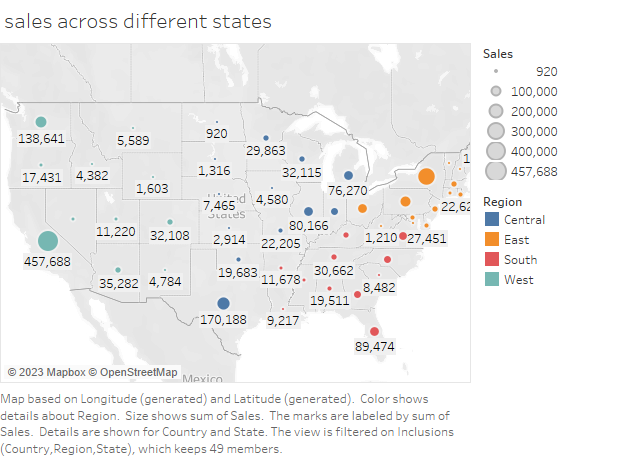 sales across different states
138,641
5,589
920
29,863
17,431
4,382
1,316
32,115
1
1,603
76,270
7,465
4,580
22,62
United
States
11,220
32,108
2,914
80,166
22,205
1,210
27,451
457,688
19,683
30,662
35,282
4,784
11,678
8,482
19,511
170,188
9,217
89,474
© 2023 Mapbox © OpenStreetMap
Mexico
Sales
920
100,000
200,000
300,000
400,000
457,688
Region
Central
East
South
West
Map based on Longitude (generated) and Latitude (generated).  Color shows
details about Region.  Size shows sum of Sales.  The marks are labeled by sum of
Sales.  Details are shown for Country and State. The view is filtered on Inclusions
(Country,Region,State), which keeps 49 members.